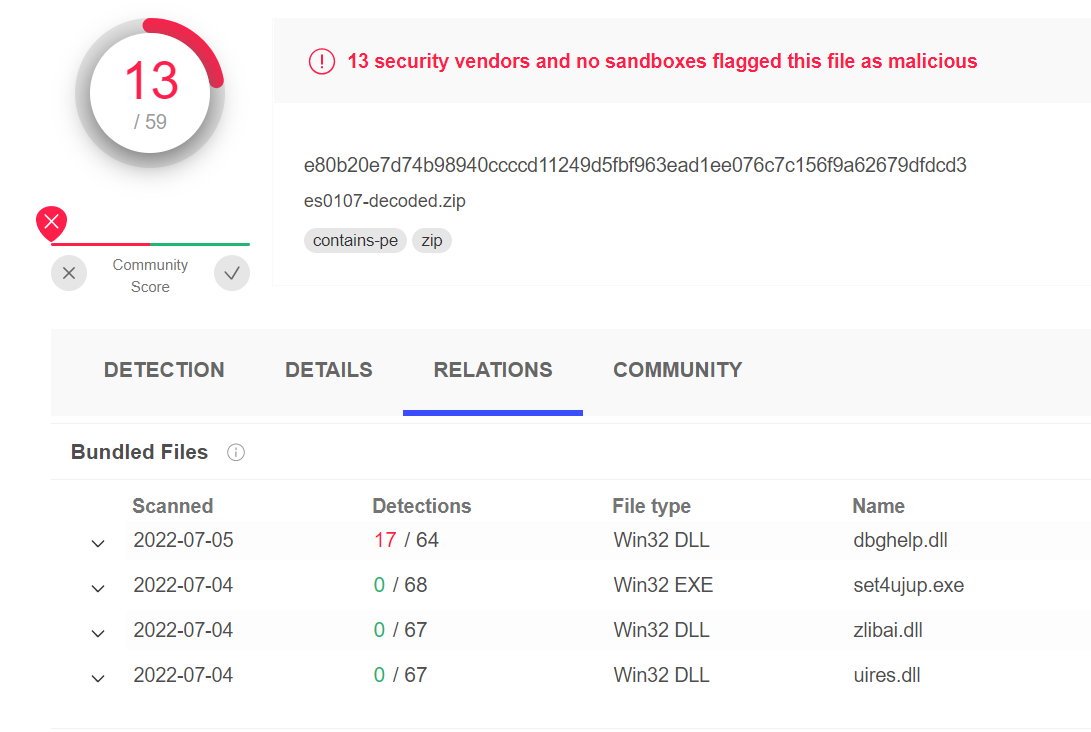 13
/ 59
13 security vendors and no sandboxes flagged this file as malicious
e80b20e7d74b98940ccccd11249d5fbf963ead1ee076c7c156f9a62679dfdcd3
es0107-decoded.zip
contains-pe zip
Community
Score
DETECTION DETAILS RELATIONS COMMUNITY
Bundled Files
Scanned Detections File type Name
2022-07-05 17 / 64 Win32 DLL dbghelp.dll
2022-07-04 0 / 68 Win32 EXE set4ujup.exe
2022-07-04 0 / 67 Win32 DLL zlibai.dll
2022-07-04 0 / 67 Win32 DLL uires.dll